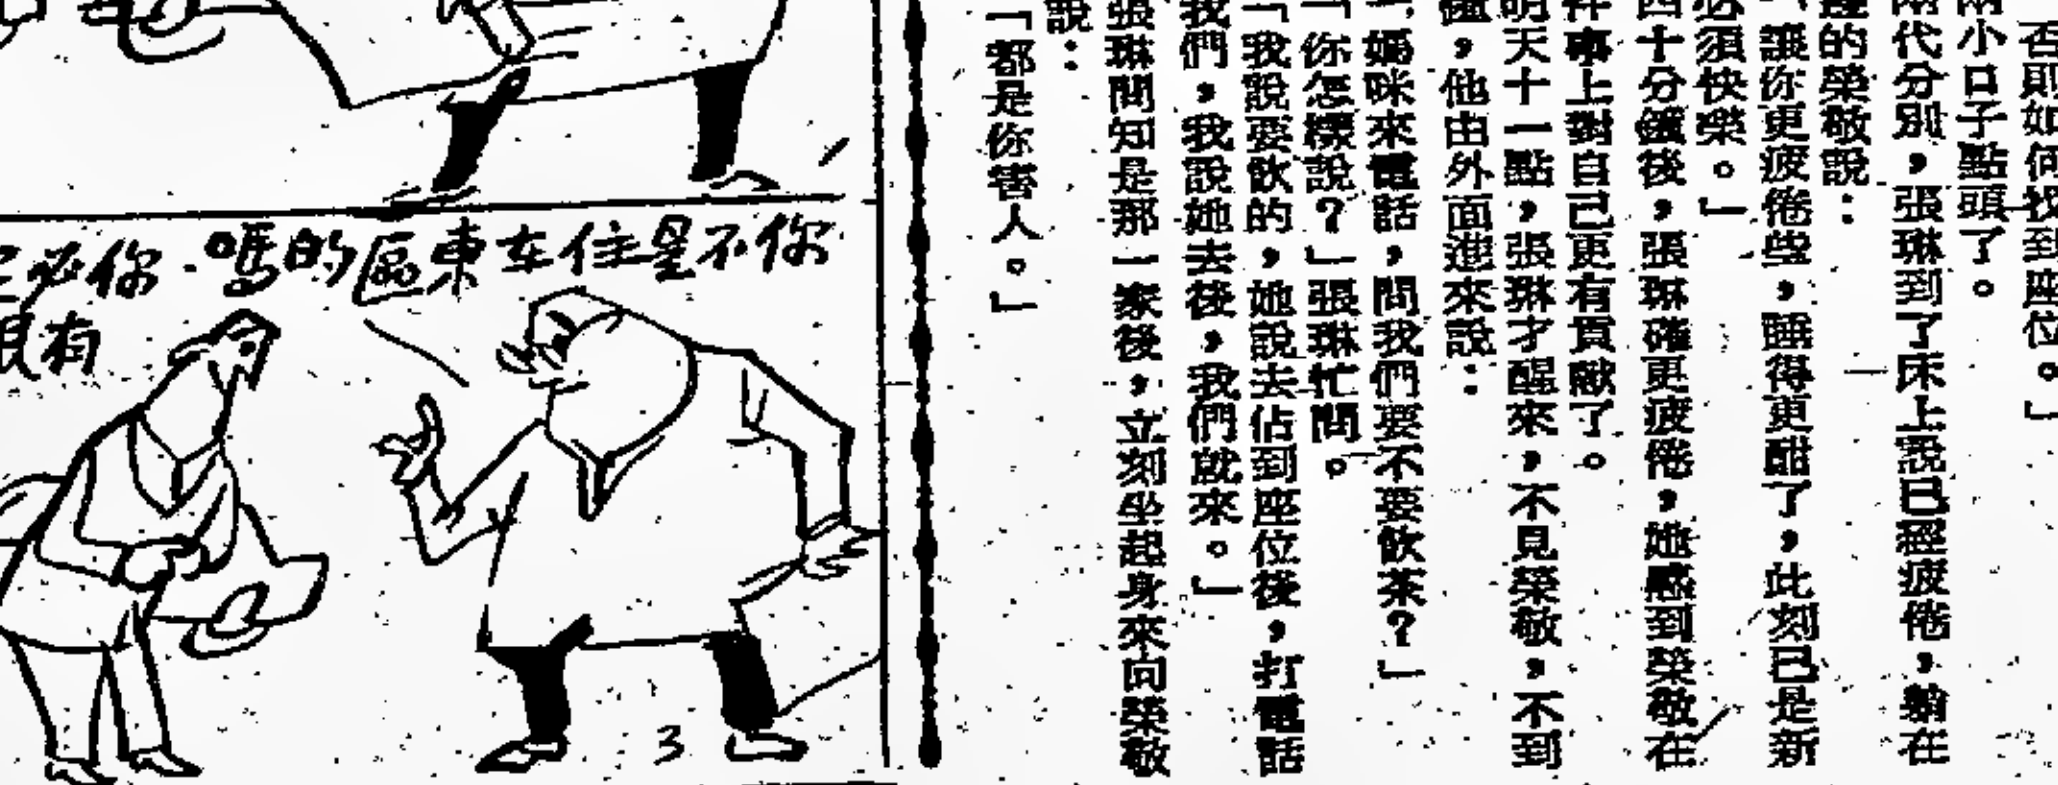 否則如何找到座位。」
兩小口子點頭了。
兩代分別，張琳到了床上說已經疲倦，躺在
邊的榮敬說：
「讓你更疲倦些，睡得更酣了，此刻已是新
必須快樂。」
四十分鐘後，張琳確更疲倦，她感到榮敬在
件事上對自己更有貢獻了。
明天十一點，張琳才醒來，不見榮敬，不到
鐘，他由外面進來說：
「媽咪來電話，問我們要不要飲茶？」
「你怎樣說？」張琳忙問。
「我說要飲的，她說去佔到座位後，打電話
我們，我說她去後，我們就來。」
張琳問知是那一家後，立刻坐起身來向榮敬
說：
「都是你害人。」
你不是住在東區的嗎
你必
有
3